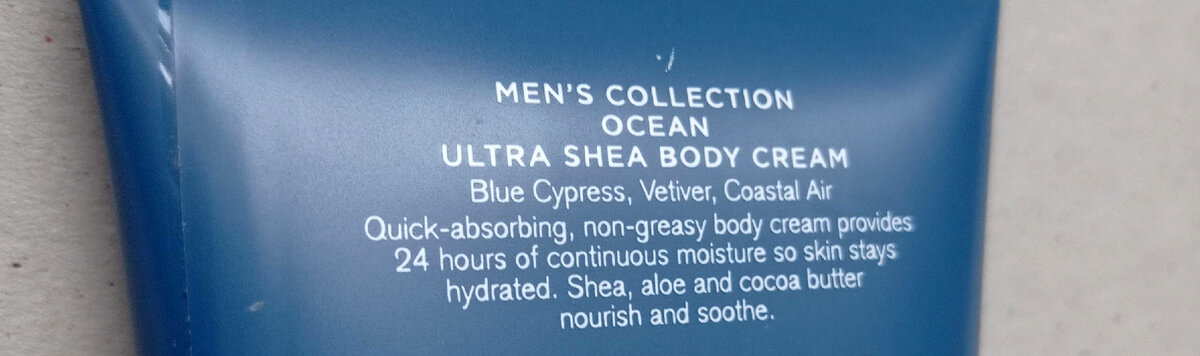 MEN'S COLLECTION
OCEAN
ULTRA SHEA BODY CREAM
Blue Cypress, Vetiver, Coastal Air
Quick-absorbing, non-greasy body cream provides
24 hours of continuous moisture so skin stays
hydrated. Shea, aloe and cocoa butter
nourish and soothe.